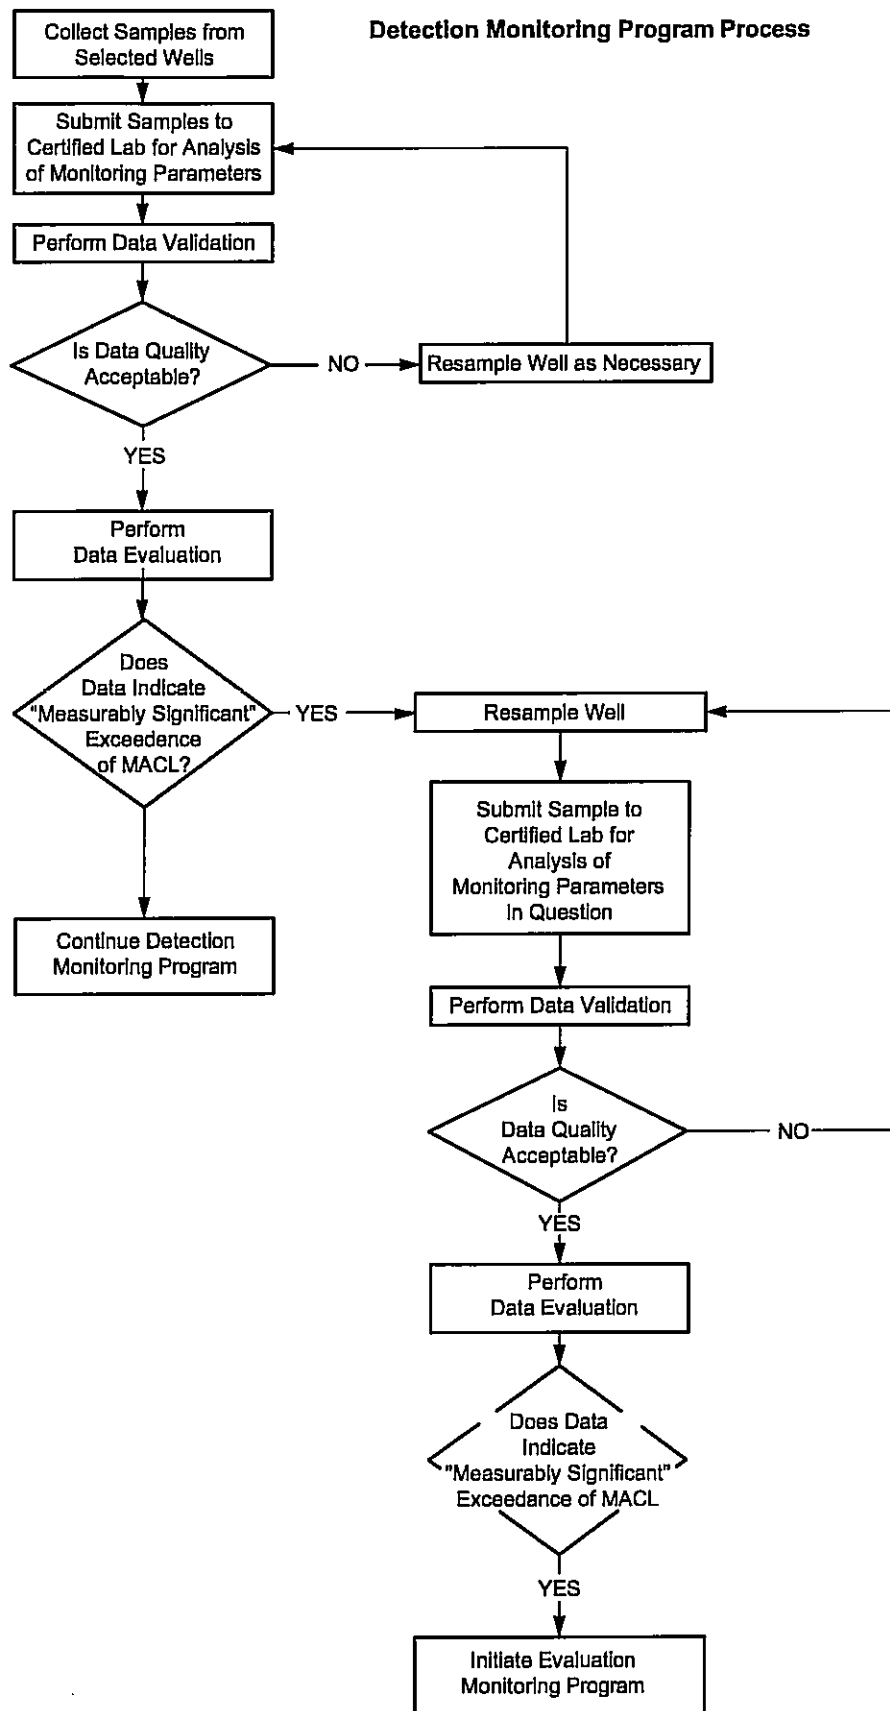 Detection Monitoring Program Process
Collect Samples from
Selected Wells
Submit Samples to
Certified Lab for Analysis
of Monitoring Parameters
Perform Data Validation
Is Data Quality
Acceptable?
NO
Resample Well as Necessary
YES
Perform
Data Evaluation
Does
Data Indicate
"Measurably Significant"
Exceedence
of MACL?
YES
Resample Well
Submit Sample to
Certified Lab for
Analysis of
Monitoring Parameters
In Question
Continue Detection
Monitoring Program
Perform Data Validation
Is
Data Quality
Acceptable?
NO
YES
Perform
Data Evaluation
Does Data
Indicate
"Measurably Significant"
Exceedance of MACL
YES
Initiate Evaluation
Monitoring Program